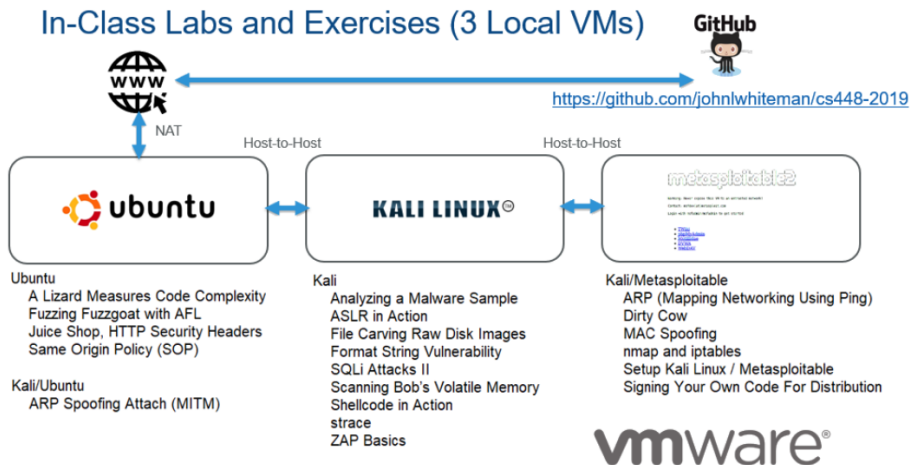 In-Class Labs and Exercises (3 Local VMs)
GitHub
WWW
https://github.com/johnlwhiteman/cs448-2019
NAT
Host-to-Host
Host-to-Host
ubuntu
KALI LINUX
metasploitable2
Ubuntu
A Lizard Measures Code Complexity
Fuzzing Fuzzgoat with AFL
Juice Shop, HTTP Security Headers
Same Origin Policy (SOP)
Kali/Ubuntu
ARP Spoofing Attach (MITM)
Kali
Analyzing a Malware Sample
ASLR in Action
File Carving Raw Disk Images
Format String Vulnerability
SQLi Attacks II
Scanning Bob's Volatile Memory
Shellcode in Action
strace
ZAP Basics
Kali/Metasploitable
ARP (Mapping Networking Using Ping)
Dirty Cow
MAC Spoofing
nmap and iptables
Setup Kali Linux / Metasploitable
Signing Your Own Code For Distribution
vmware®